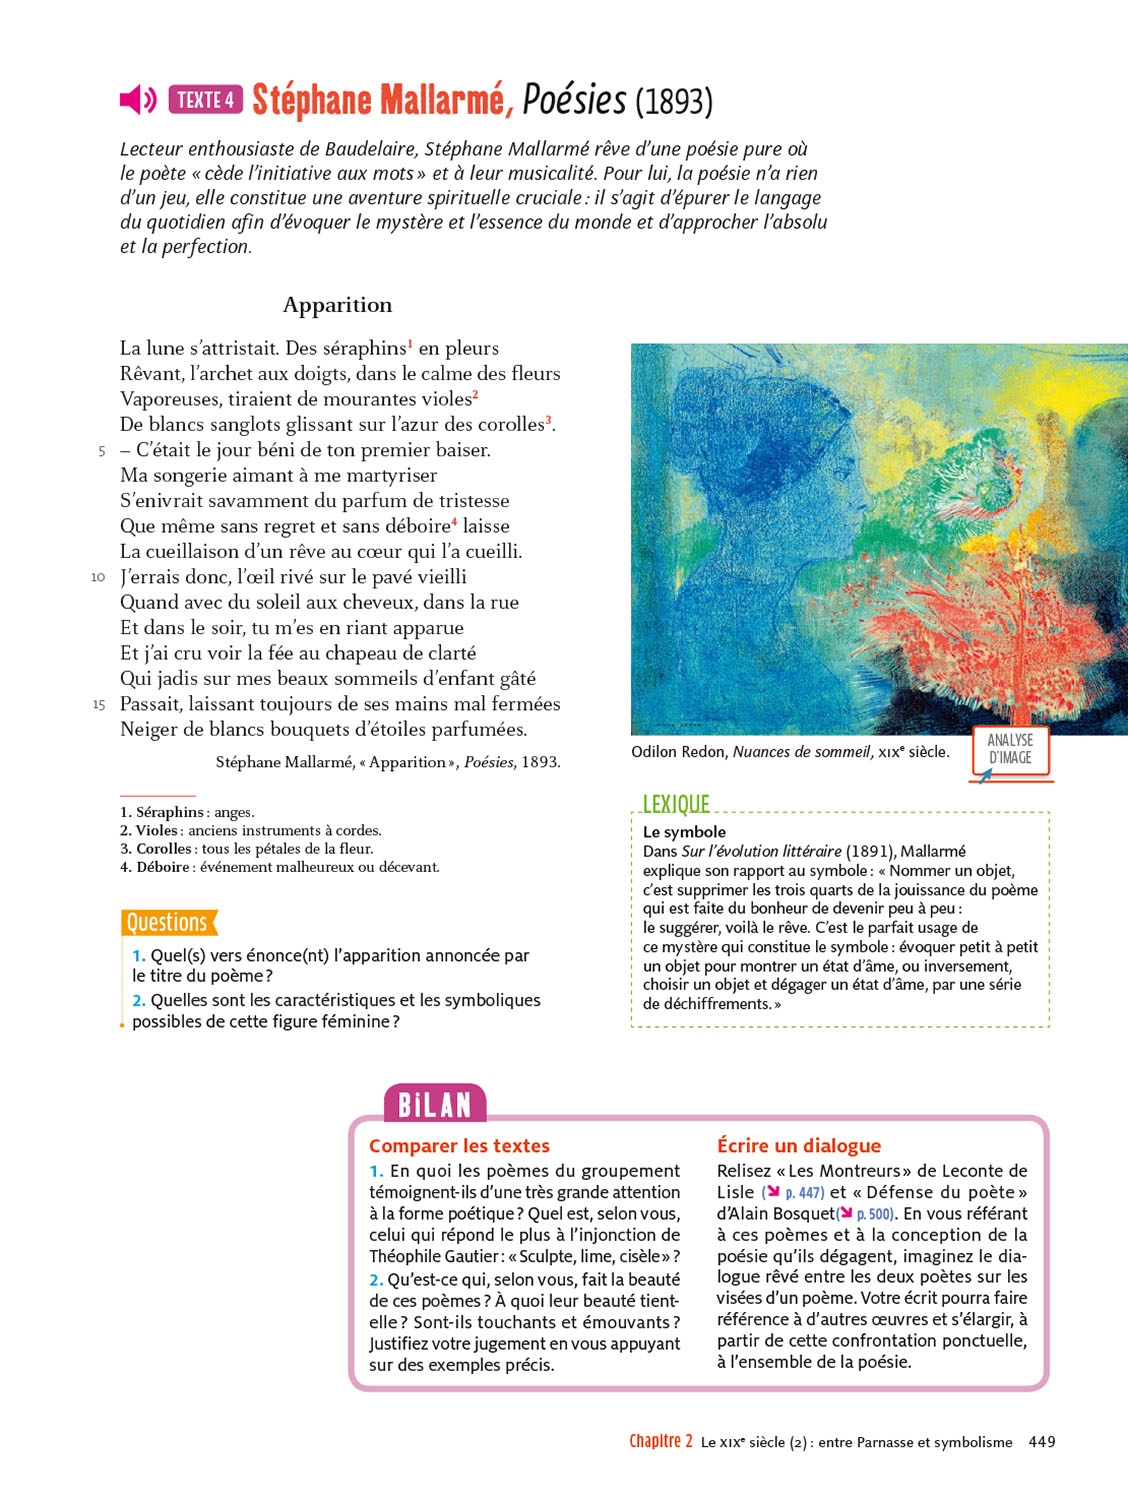 TEXTE 4 Stéphane Mallarmé, Poésies (1893)
Lecteur enthousiaste de Baudelaire, Stéphane Mallarmé rêve d'une poésie pure où
le poète « cède l'initiative aux mots » et à leur musicalité. Pour lui, la poésie n'a rien
d'un jeu, elle constitue une aventure spirituelle cruciale : il s'agit d'épurer le langage
du quotidien afin d'évoquer le mystère et l'essence du monde et d'approcher l'absolu
et la perfection.
Apparition
La lune s'attristait. Des séraphins1 en pleurs
Rêvant, l'archet aux doigts, dans le calme des fleurs
Vaporeuses, tiraient de mourantes violes2
De blancs sanglots glissant sur l'azur des corolles3.
5 – C'était le jour béni de ton premier baiser.
Ma songerie aimant à me martyriser
S'enivrait savamment du parfum de tristesse
Que même sans regret et sans déboire4 laisse
La cueillaison d'un rêve au cœur qui l'a cueilli.
10 J'errais donc, l'œil rivé sur le pavé vieilli
Quand avec du soleil aux cheveux, dans la rue
Et dans le soir, tu m'es en riant apparue
Et j'ai cru voir la fée au chapeau de clarté
Qui jadis sur mes beaux sommeils d'enfant gâté
15 Passait, laissant toujours de ses mains mal fermées
Neiger de blancs bouquets d'étoiles parfumées.
Stéphane Mallarmé, « Apparition », Poésies, 1893.
1. Séraphins : anges.
2. Violes : anciens instruments à cordes.
3. Corolles : tous les pétales de la fleur.
4. Déboire : événement malheureux ou décevant.
Questions
1. Quel(s) vers énonce(nt) l'apparition annoncée par
le titre du poème ?
2. Quelles sont les caractéristiques et les symboliques
possibles de cette figure féminine ?
Odilon Redon, Nuances de sommeil, XIXe siècle.
ANALYSE
D'IMAGE
LEXIQUE
Le symbole
Dans Sur l'évolution littéraire (1891), Mallarmé
explique son rapport au symbole : « Nommer un objet,
c'est supprimer les trois quarts de la jouissance du poème
qui est faite du bonheur de devenir peu à peu :
le suggérer, voilà le rêve. C'est le parfait usage de
ce mystère qui constitue le symbole : évoquer petit à petit
un objet pour montrer un état d'âme, ou inversement,
choisir un objet et dégager un état d'âme, par une série
de déchiffrements. »
BILAN
Comparer les textes
1. En quoi les poèmes du groupement
témoignent-ils d'une très grande attention
à la forme poétique ? Quel est, selon vous,
celui qui répond le plus à l'injonction de
Théophile Gautier : « Sculpte, lime, cisèle » ?
2. Qu'est-ce qui, selon vous, fait la beauté
de ces poèmes ? À quoi leur beauté tient-
elle ? Sont-ils touchants et émouvants ?
Justifiez votre jugement en vous appuyant
sur des exemples précis.
Écrire un dialogue
Relisez « Les Montreurs » de Leconte de
Lisle (p. 447) et « Défense du poète »
d'Alain Bosquet(p. 500). En vous référant
à ces poèmes et à la conception de la
poésie qu'ils dégagent, imaginez le dia-
logue rêvé entre les deux poètes sur les
visées d'un poème. Votre écrit pourra faire
référence à d'autres œuvres et s'élargir, à
partir de cette confrontation ponctuelle,
à l'ensemble de la poésie.
Chapitre 2 Le XIXe siècle (2) : entre Parnasse et symbolisme 449